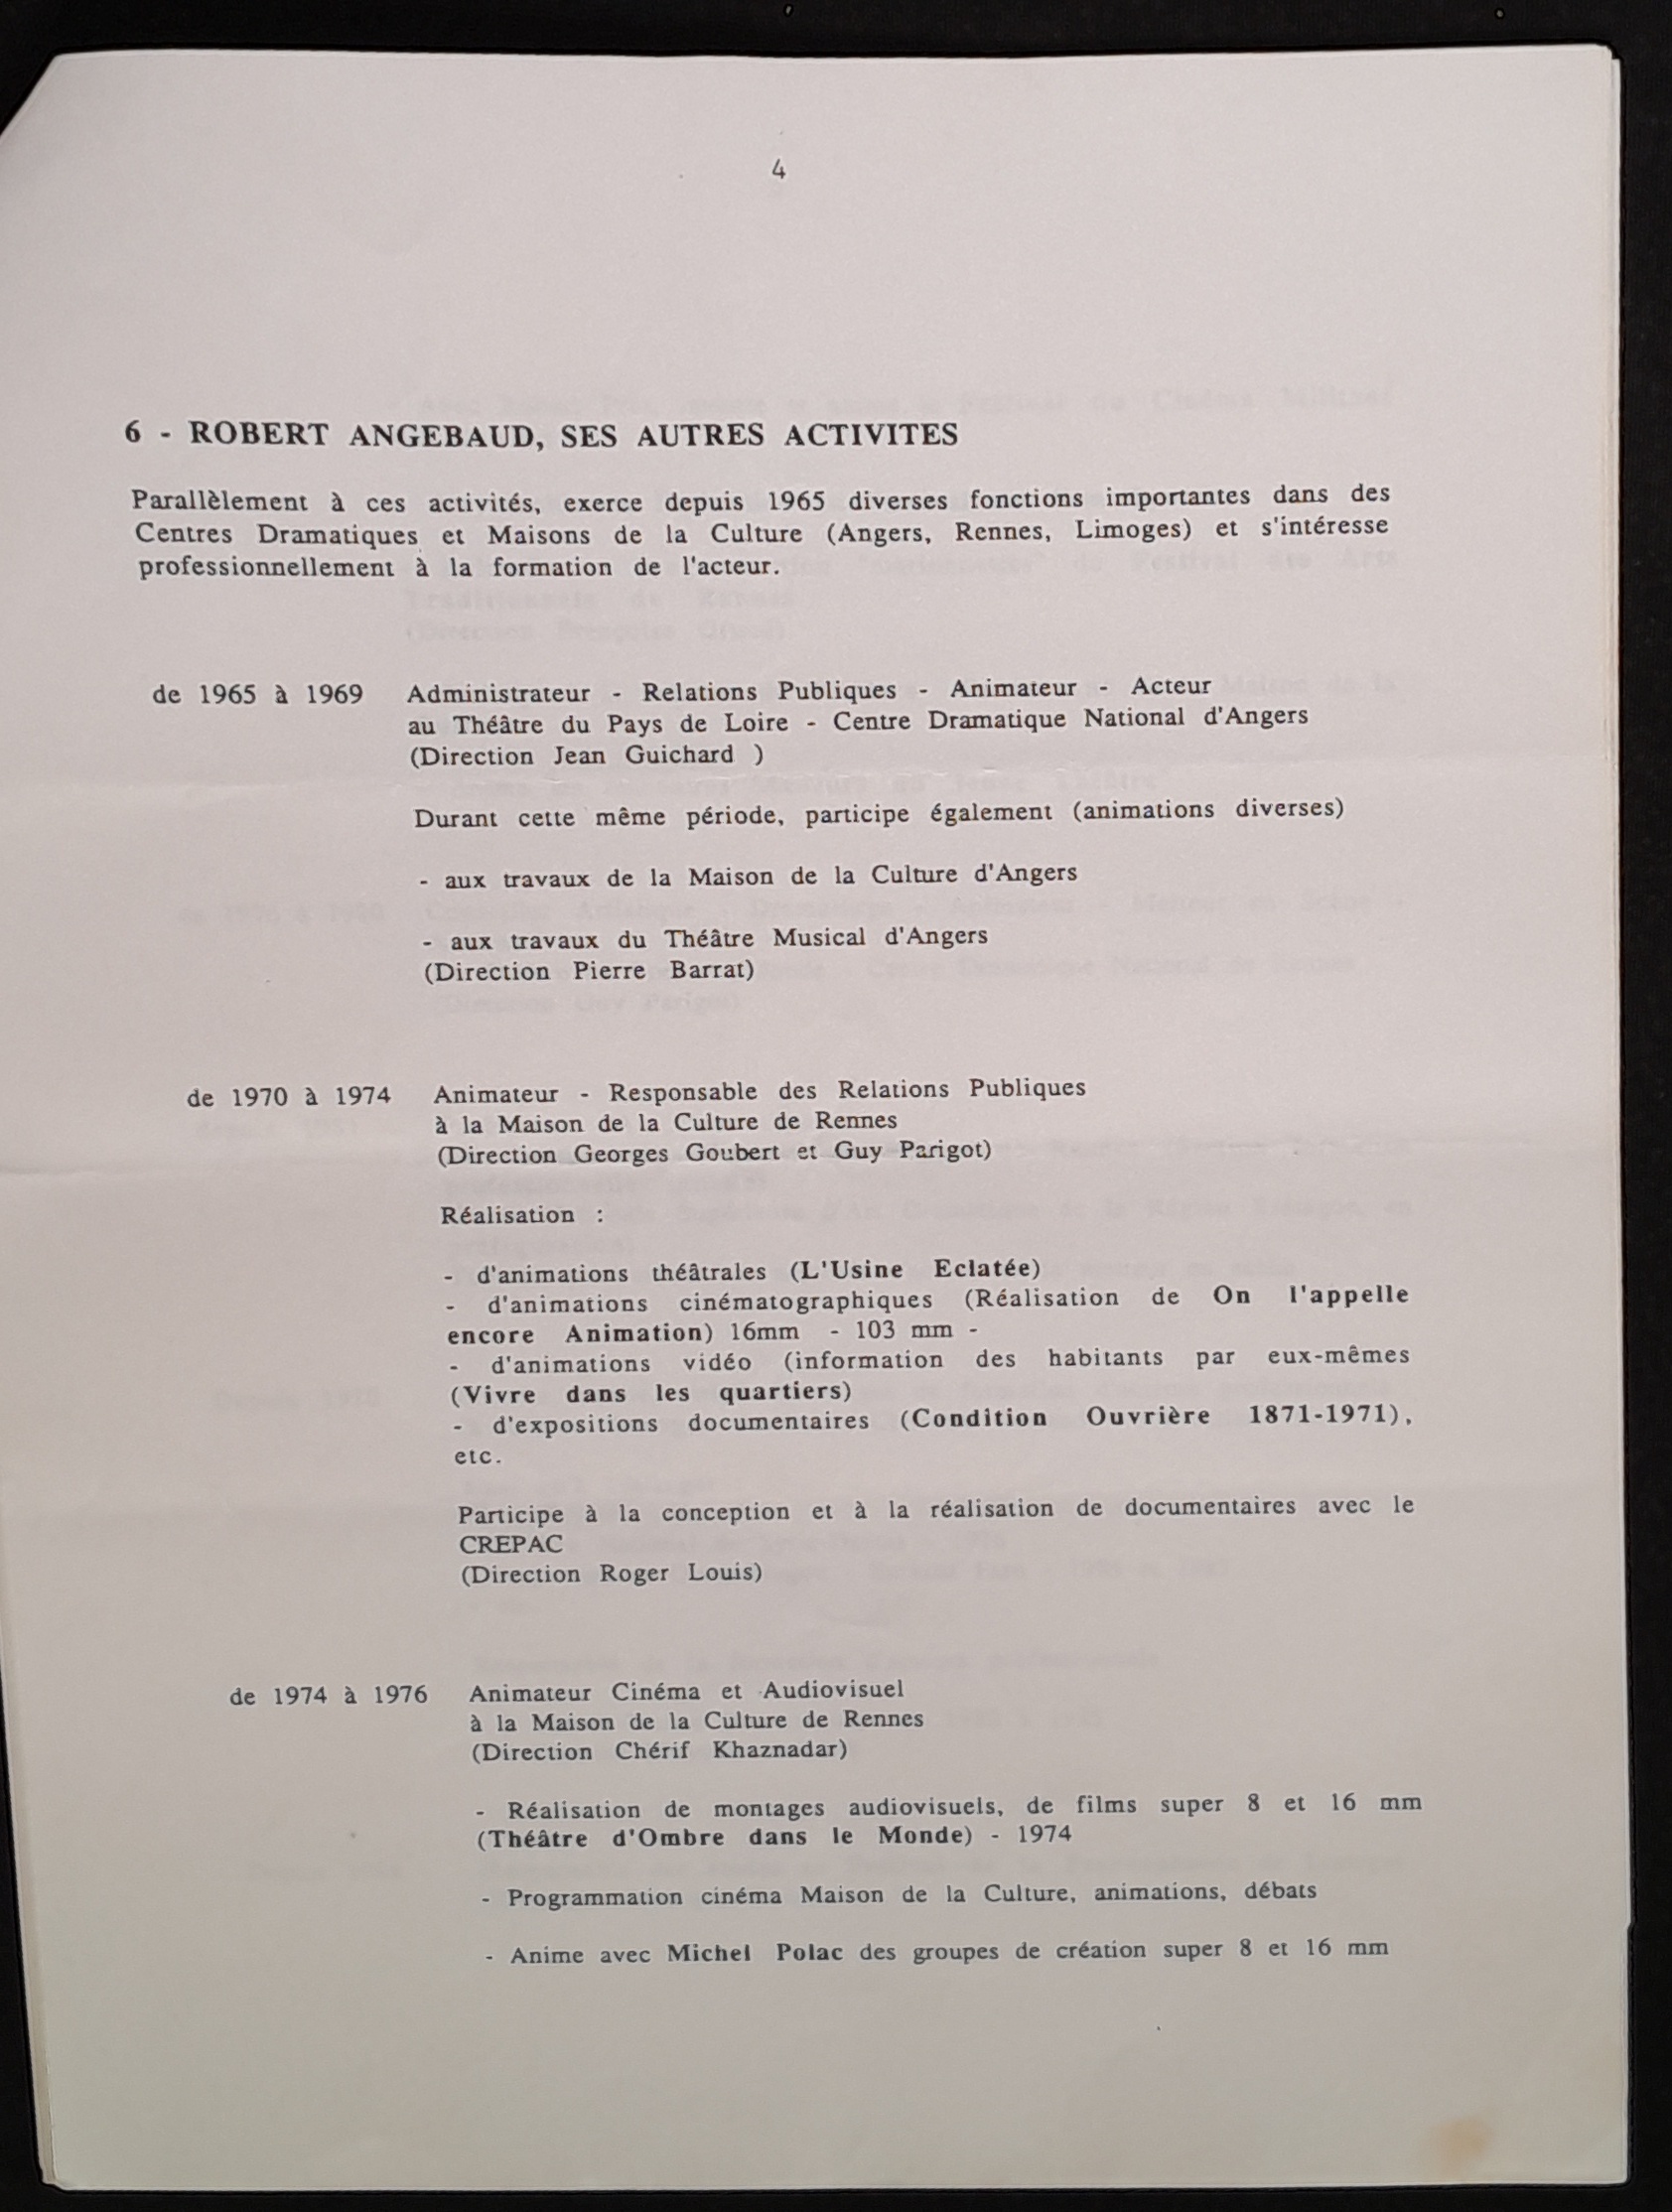 4
6 - ROBERT ANGEBAUD, SES AUTRES ACTIVITES
Parallèlement à ces activités, exerce depuis 1965 diverses fonctions importantes dans des
Centres Dramatiques et Maisons de la Culture (Angers, Rennes, Limoges) et s'intéresse
professionnellement à la formation de l'acteur.
de 1965 à 1969 Administrateur - Relations Publiques - Animateur - Acteur
au Théâtre du Pays de Loire - Centre Dramatique National d'Angers
(Direction Jean Guichard )
Durant cette même période, participe également (animations diverses)
- aux travaux de la Maison de la Culture d'Angers
- aux travaux du Théâtre Musical d'Angers
(Direction Pierre Barrat)
de 1970 à 1974 Animateur - Responsable des Relations Publiques
à la Maison de la Culture de Rennes
(Direction Georges Goubert et Guy Parigot)
Réalisation :
- d'animations théâtrales (L'Usine Eclatée)
- d'animations cinématographiques (Réalisation de On l'appelle
encore Animation) 16mm - 103 mm -
- d'animations vidéo (information des habitants par eux-mêmes
(Vivre dans les quartiers)
- d'expositions documentaires (Condition Ouvrière 1871-1971),
etc.
Participe à la conception et à la réalisation de documentaires avec le
CREPAC
(Direction Roger Louis)
de 1974 à 1976 Animateur Cinéma et Audiovisuel
à la Maison de la Culture de Rennes
(Direction Chérif Khaznadar)
- Réalisation de montages audiovisuels, de films super 8 et 16 mm
(Théâtre d'Ombre dans le Monde) - 1974
- Programmation cinéma Maison de la Culture, animations, débats
- Anime avec Michel Polac des groupes de création super 8 et 16 mm